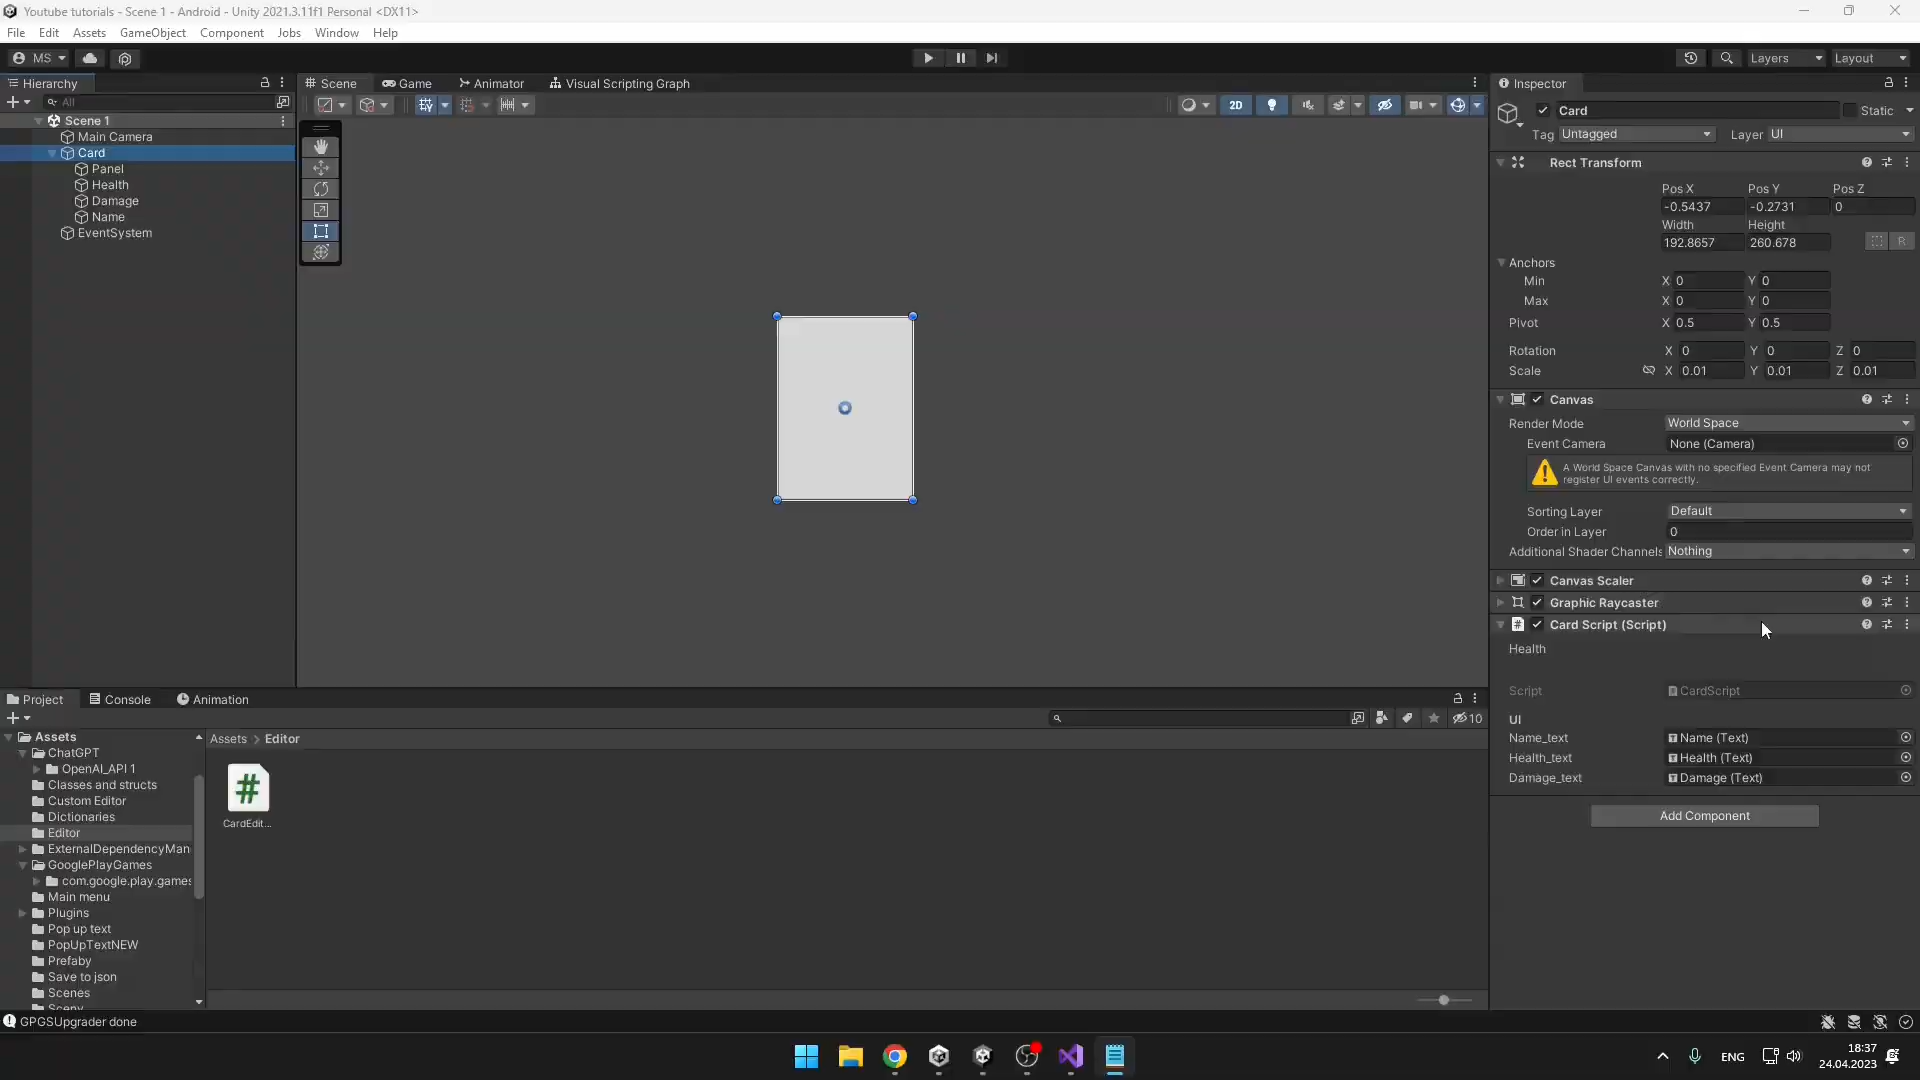 Youtube tutorials - Scene 1 - Android - Unity 2021.3.11f1 Personal <DX11>
File Edit Assets GameObject Component Jobs Window Help
MS
Layers Layout
Hierarchy
All
Scene 1
Main Camera
Card
Panel
Health
Damage
Name
EventSystem
Scene Game Animator Visual Scripting Graph
2D
Inspector
Card Static
Tag Untagged Layer UI
Rect Transform
Pos X Pos Y Pos Z
-0.5437 -0.2731 0
Width Height
192.8657 260.678
R
Anchors
Min X 0 Y 0
Max X 0 Y 0
Pivot X 0.5 Y 0.5
Rotation X 0 Y 0 Z 0
Scale X 0.01 Y 0.01 Z 0.01
Canvas
Render Mode World Space
Event Camera None (Camera)
A World Space Canvas with no specified Event Camera may not
register UI events correctly.
Sorting Layer Default
Order in Layer 0
Additional Shader Channels Nothing
Canvas Scaler
Graphic Raycaster
# Card Script (Script)
Health
Script CardScript
UI
Name_text Name (Text)
Health_text Health (Text)
Damage_text Damage (Text)
Add Component
Project Console Animation
10
Assets
ChatGPT
OpenAI_API 1
Classes and structs
Custom Editor
Dictionaries
Editor
ExternalDependencyMan
GooglePlayGames
com.google.play.games
Main menu
Plugins
Pop up text
PopUpTextNEW
Prefaby
Save to json
Scenes
Sceny
Assets > Editor
#
CardEdit...
GPGSUpgrader done
ENG
18:37
24.04.2023